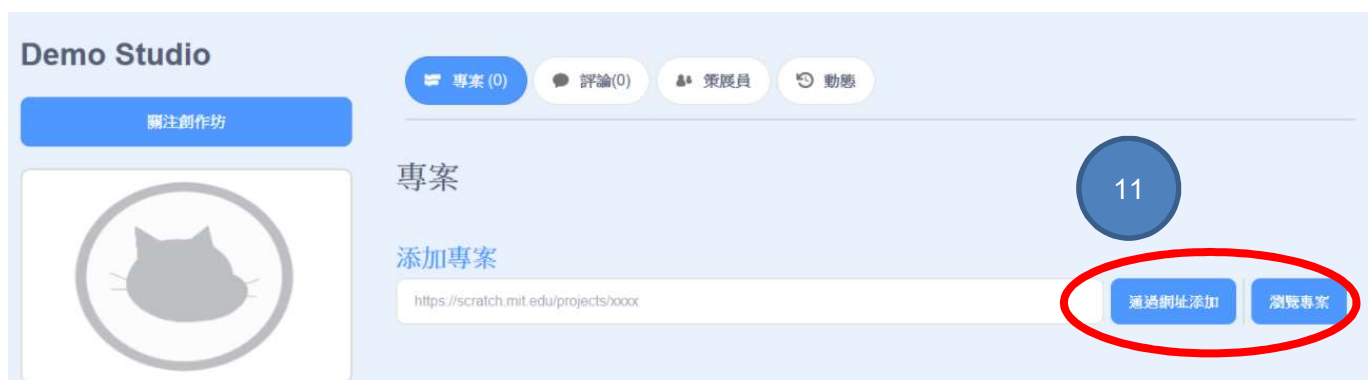 Demo Studio
關注創作坊
專案 (0)
評論(0)
策展員
動態
專案
11
添加專案
https://scratch.mit.edu/projects/xxxx
通過網址添加
瀏覽專案